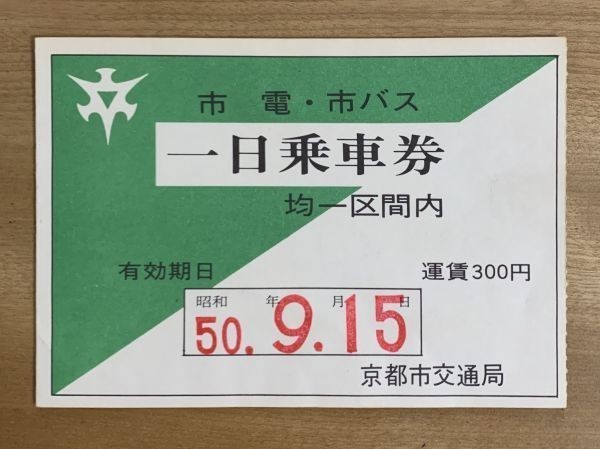 市電・市バス
一日乗車券
均一区間内
有効期日 運賃300円
昭和 年 月 日
50.9.15
京都市交通局